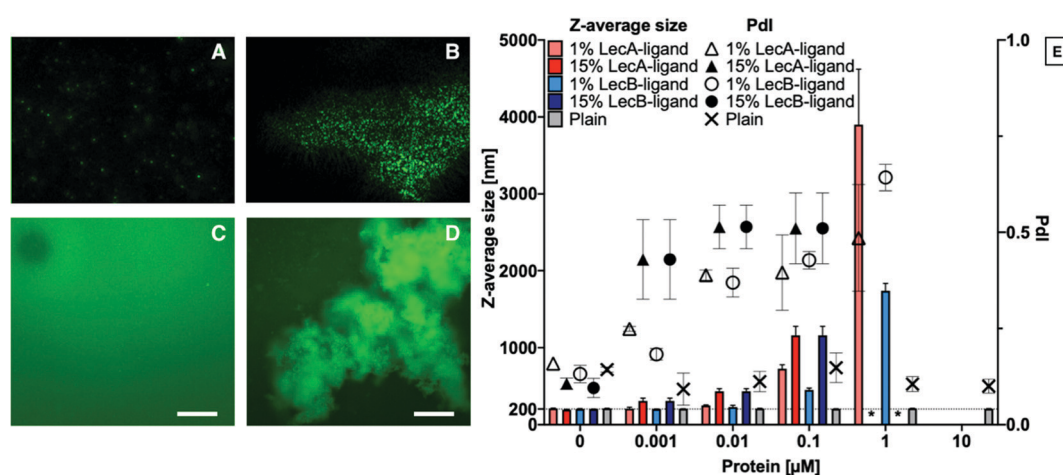 A
B
C
D
E
Z-average size PdI
1% LecA-ligand 1% LecA-ligand
15% LecA-ligand 15% LecA-ligand
1% LecB-ligand 1% LecB-ligand
15% LecB-ligand 15% LecB-ligand
Plain Plain
Z-average size [nm]
5000
4000
3000
2000
1000
200
1.0
0.5
0.0
PdI
* *
0 0.001 0.01 0.1 1 10
Protein [µM]